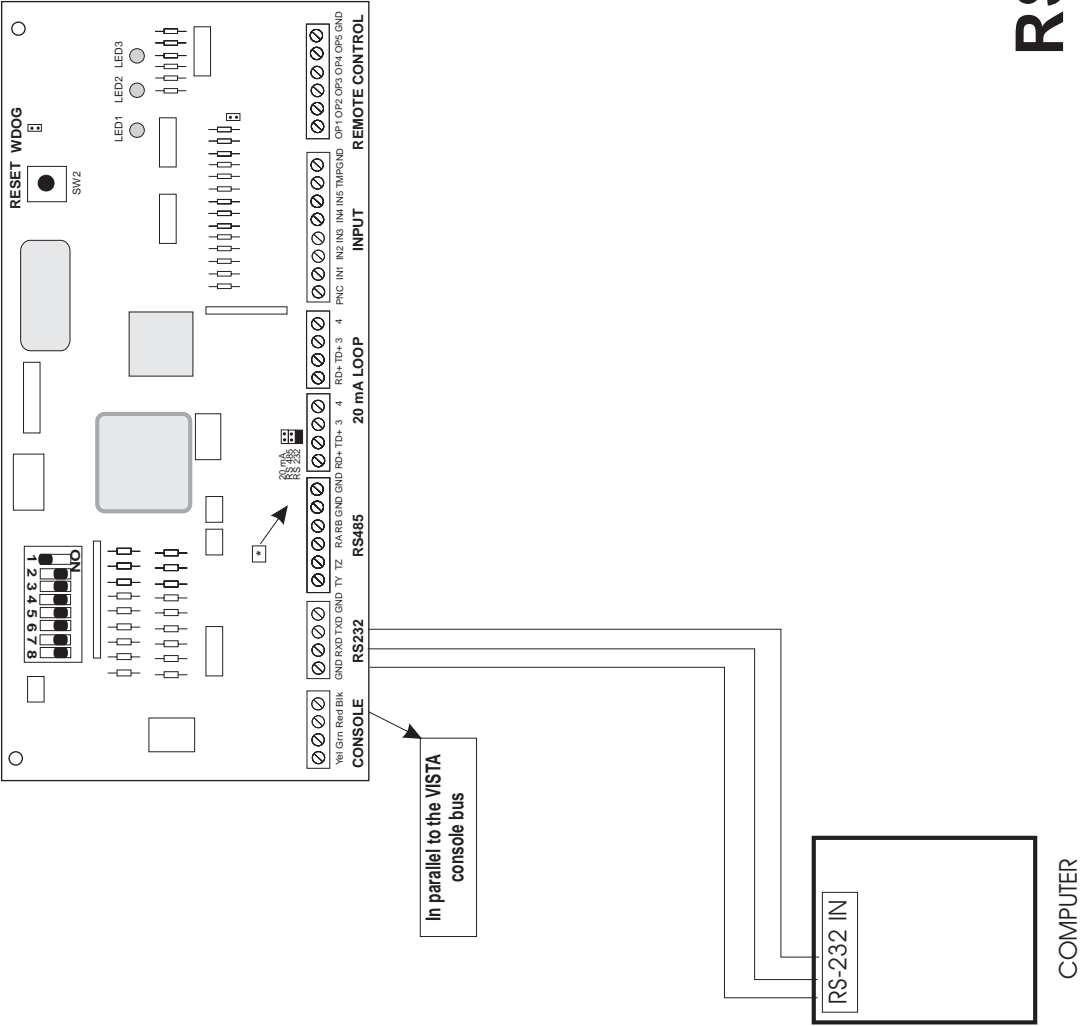 RESET WDOG
SW2
LED1 LED2 LED3
ON
8 7 6 5 4 3 2 1
*
20 mA
RS 485
RS 232
Yel Grn Red Blk
CONSOLE
GND RXD TXD GND
RS232
TY TZ RA RB GND GND
RS485
RD+ TD+ 3 4
RD+ TD+ 3 4
20 mA LOOP
PNC IN1 IN2 IN3 IN4 IN5 TMPGND
INPUT
OP1 OP2 OP3 OP4 OP5 GND
REMOTE CONTROL
In parallel to the VISTA
console bus
RS-232 IN
COMPUTER
RS